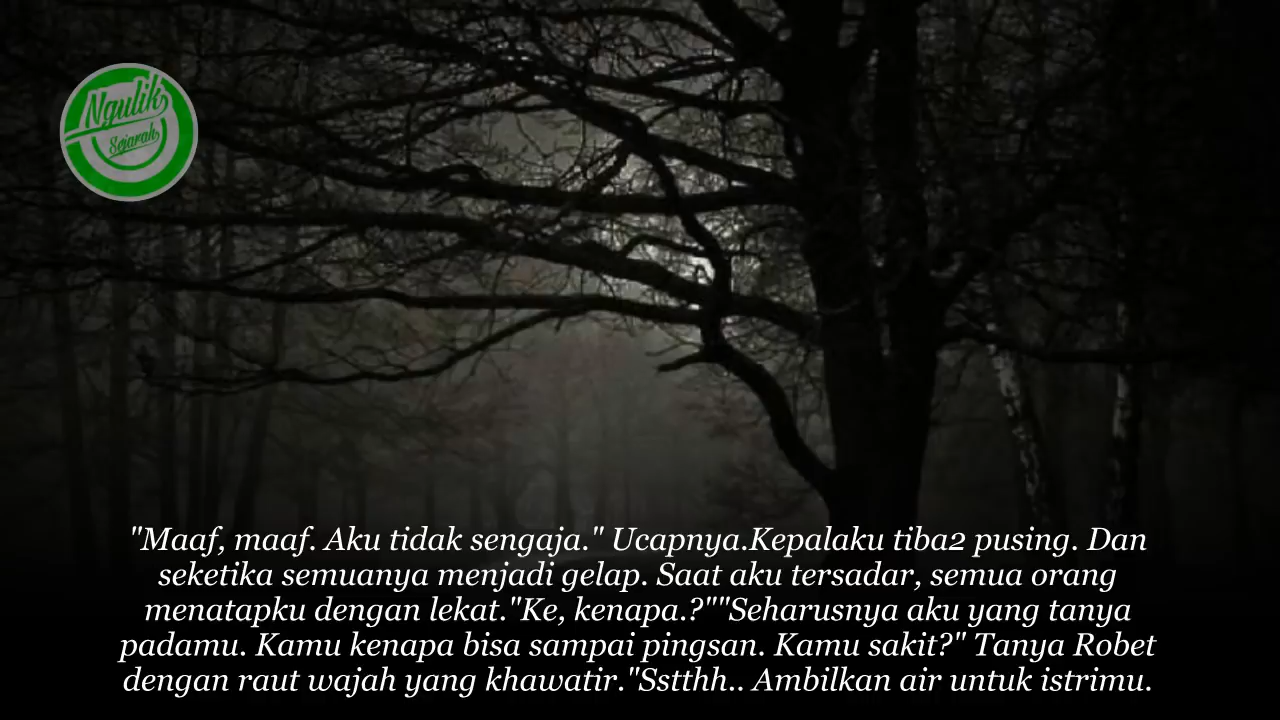 Ngulik
Sejarah
"Maaf, maaf. Aku tidak sengaja." Ucapnya.Kepalaku tiba2 pusing. Dan
seketika semuanya menjadi gelap. Saat aku tersadar, semua orang
menatapku dengan lekat."Ke, kenapa.?""Seharusnya aku yang tanya
padamu. Kamu kenapa bisa sampai pingsan. Kamu sakit?" Tanya Robet
dengan raut wajah yang khawatir."Sstthh.. Ambilkan air untuk istrimu.